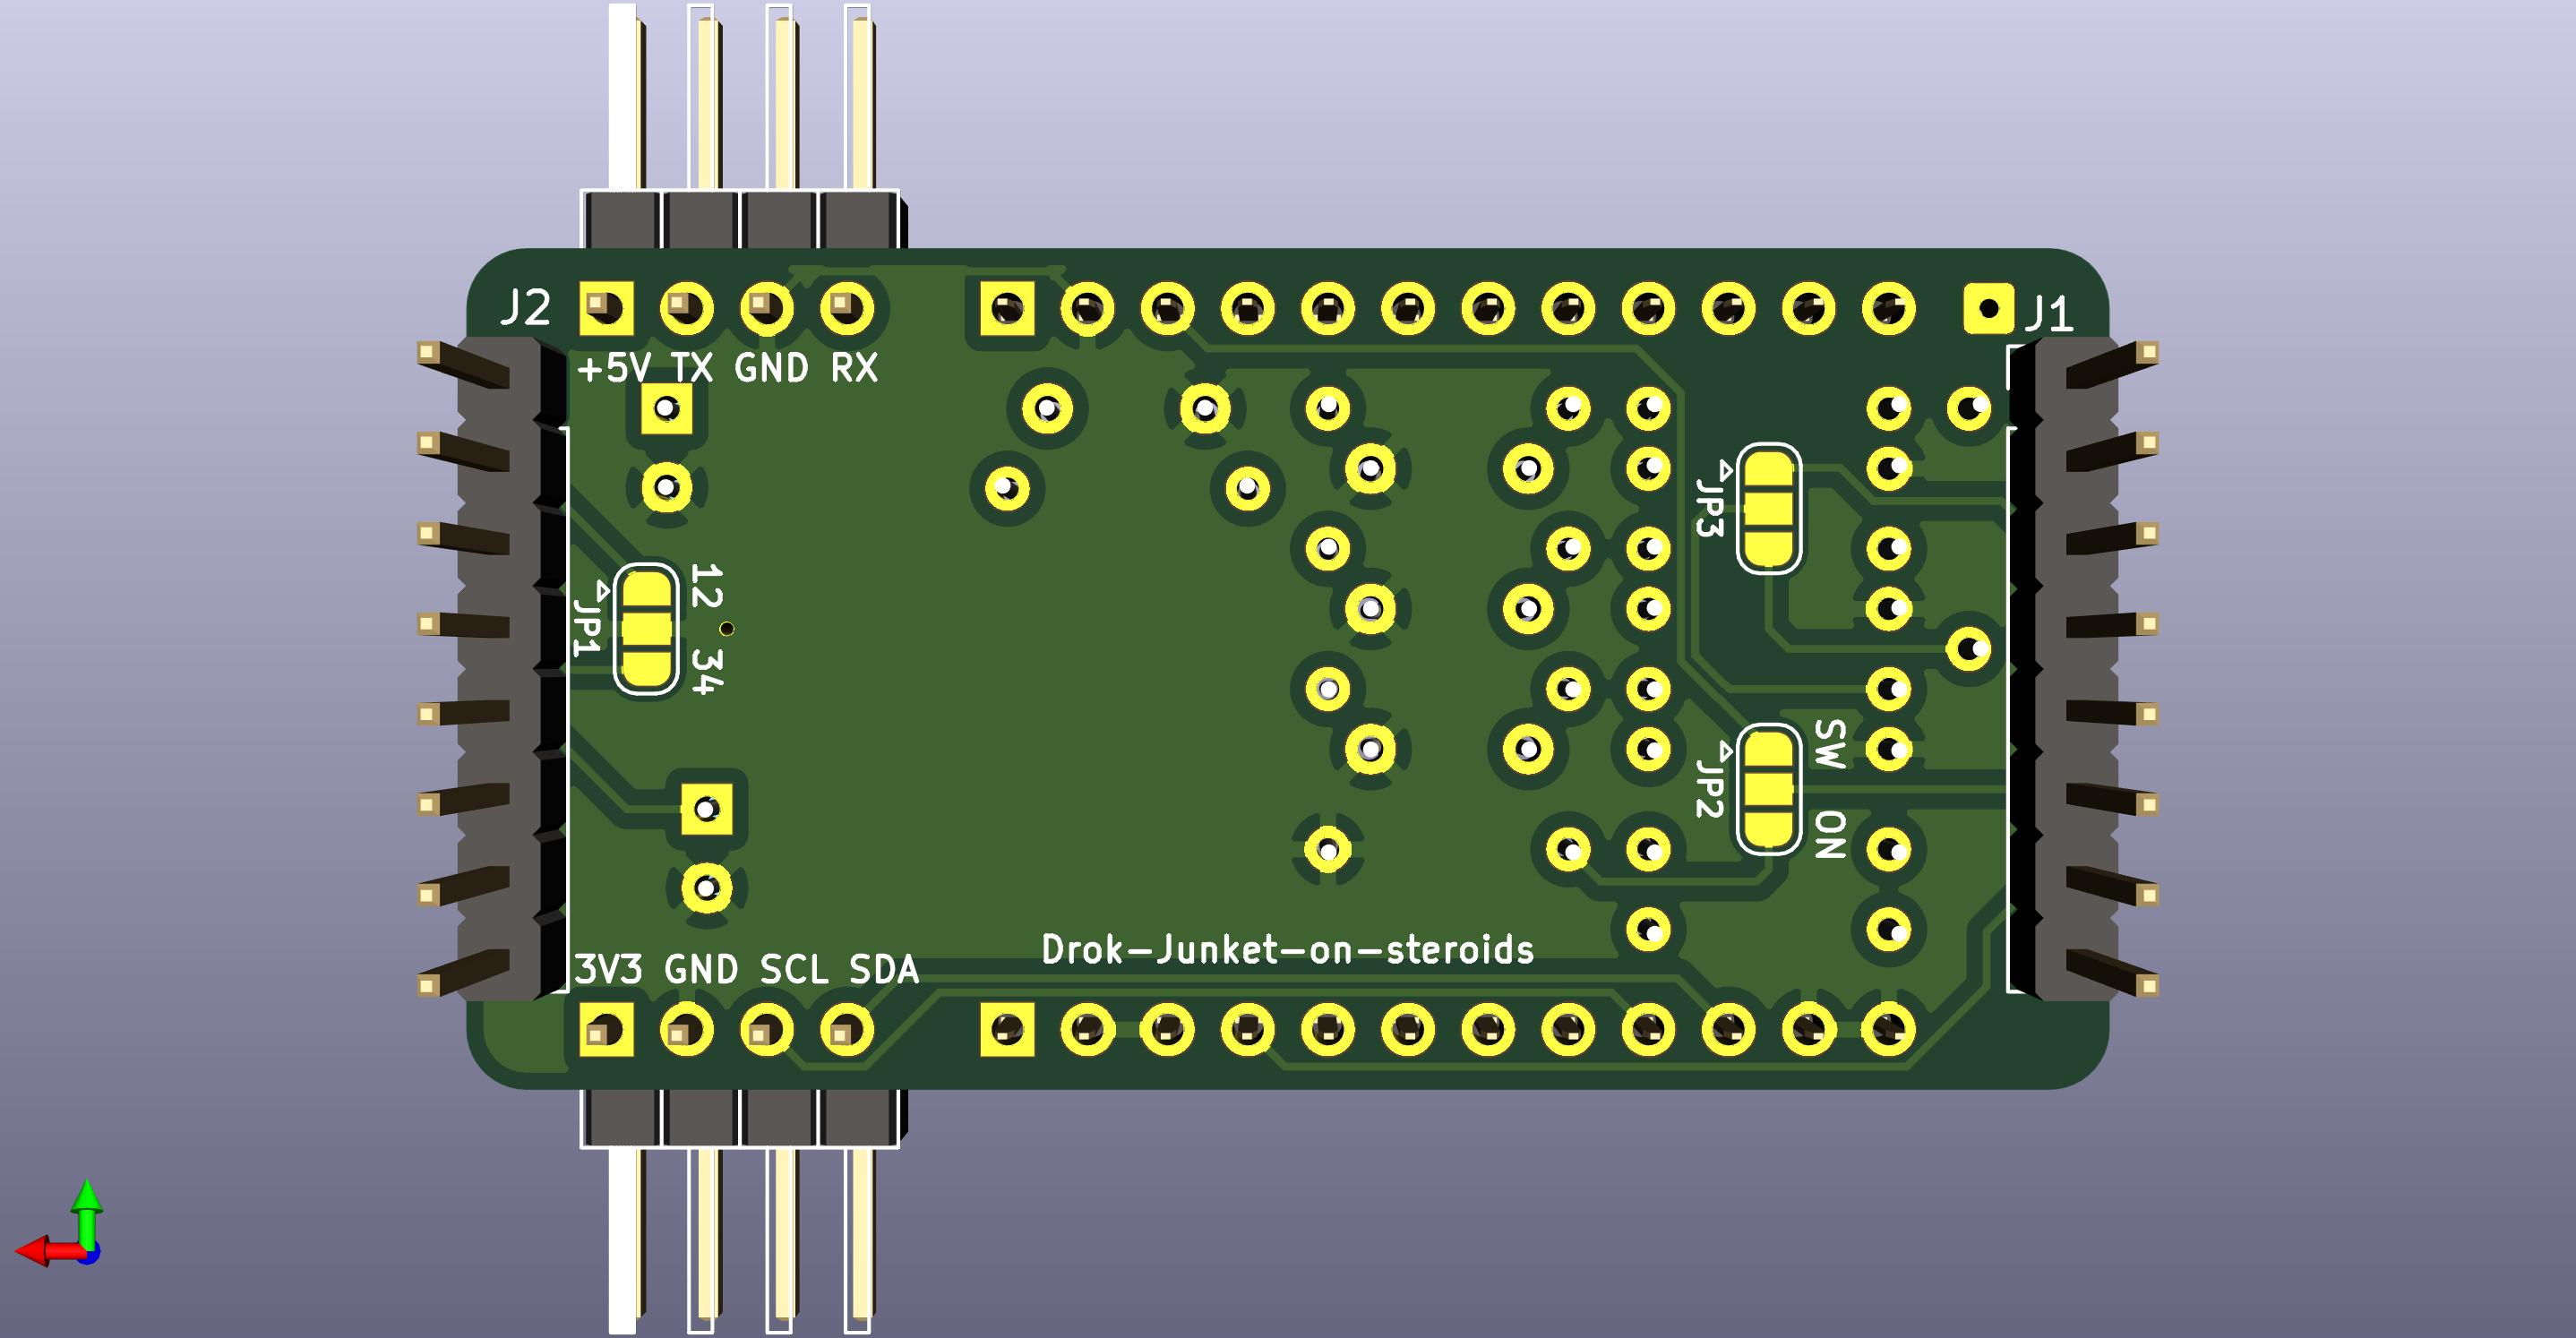 J2
J1
+5V TX GND RX
JP3
12
JP1
34
SW
JP2
ON
Drok-Junket-on-steroids
3V3 GND SCL SDA